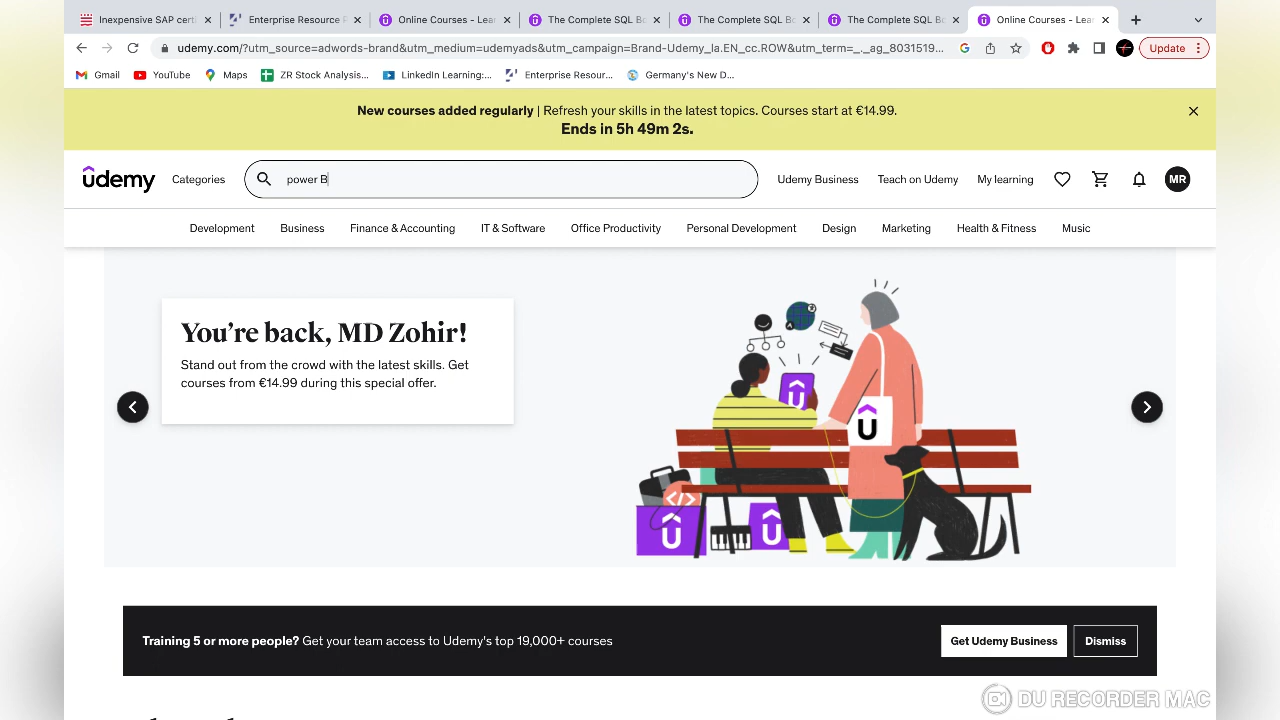 Inexpensive SAP certi
Enterprise Resource P
Online Courses - Lea
The Complete SQL Bo
The Complete SQL Bo
The Complete SQL Bo
Online Courses - Lea
udemy.com/?utm_source=adwords-brand&utm_medium=udemyads&utm_campaign=Brand-Udemy_la.EN_cc.ROW&utm_term=_._ag_8031519...
Update
Gmail
YouTube
Maps
ZR Stock Analysis...
Linkedin Learning:...
Enterprise Resour...
Germany's New D...
New courses added regularly | Refresh your skills in the latest topics. Courses start at €14.99.
Ends in 5h 49m 2s.
udemy
Categories
power B
Udemy Business
Teach on Udemy
My learning
MR
Development
Business
Finance & Accounting
IT & Software
Office Productivity
Personal Development
Design
Marketing
Health & Fitness
Music
You're back, MD Zohir!
Stand out from the crowd with the latest skills. Get
courses from €14.99 during this special offer.
Training 5 or more people? Get your team access to Udemy's top 19,000+ courses
Get Udemy Business
Dismiss
DU RECORDER MAC